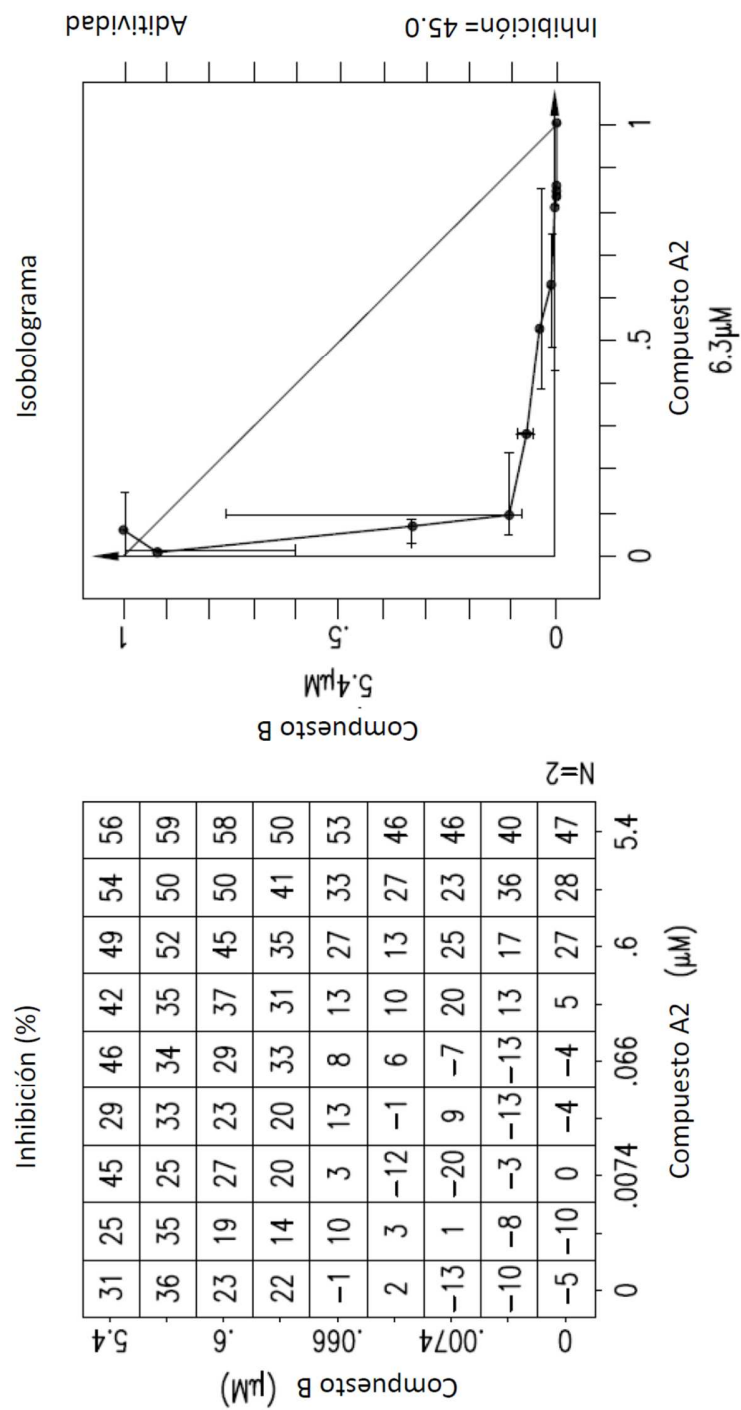 Inhibición (%)
Compuesto B (µM)
5.4 31 25 45 29 46 42 49 54 56
36 35 25 33 34 35 52 50 59
.6 23 19 27 23 29 37 45 50 58
22 14 20 20 33 31 35 41 50
.066 −1 10 3 13 8 13 27 33 53
2 3 −12 −1 6 10 13 27 46
.0074 −13 1 −20 9 −7 20 25 23 46
−10 −8 −3 −13 −13 13 17 36 40
0 −5 −10 0 −4 −4 5 27 28 47
0 .0074 .066 .6 5.4
Compuesto A2 (µM)
N=2
Isobolograma
Compuesto B
5.4µM
1
.5
0
0 .5 1
Compuesto A2
6.3µM
Aditividad
Inhibición=45.0